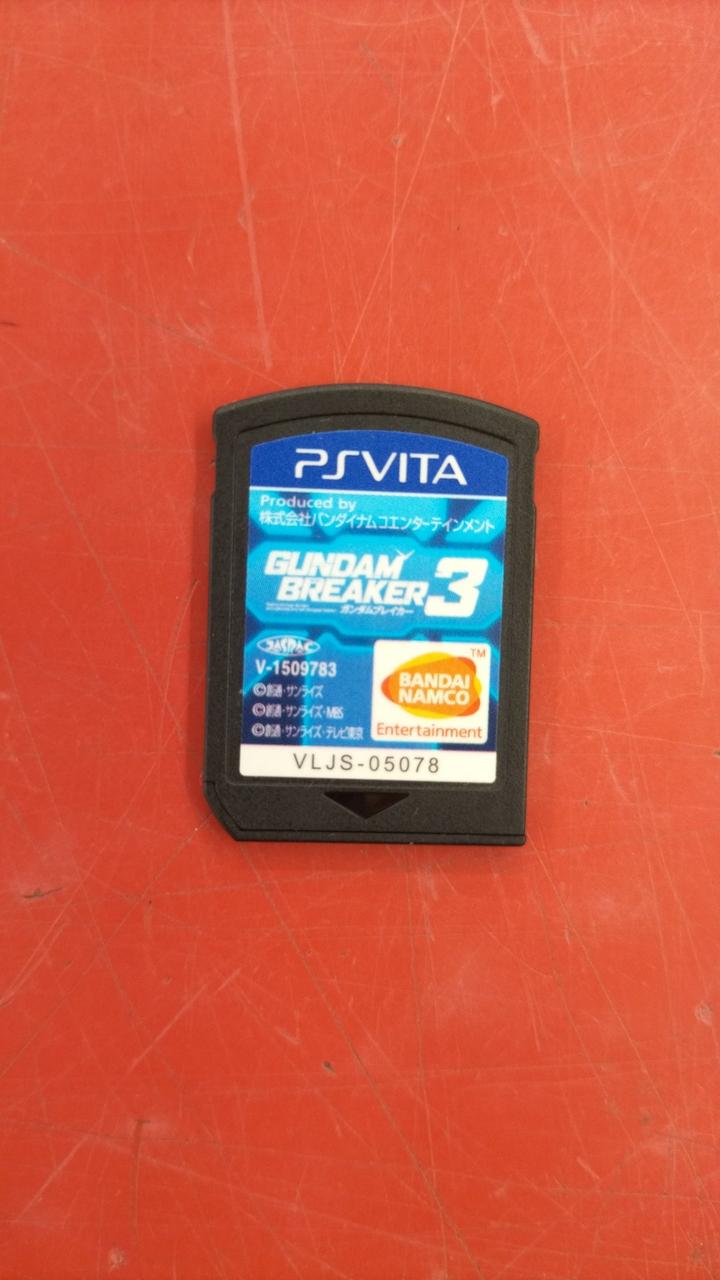 PSVITA
Produced by
株式会社バンダイナムコエンターテインメント
GUNDAM
BREAKER 3
ガンダムブレイカー
JASRAC
V-1509783
©創通・サンライズ
©創通・サンライズ・MBS
©創通・サンライズ・テレビ東京
TM
BANDAI
NAMCO
Entertainment
VLJS-05078